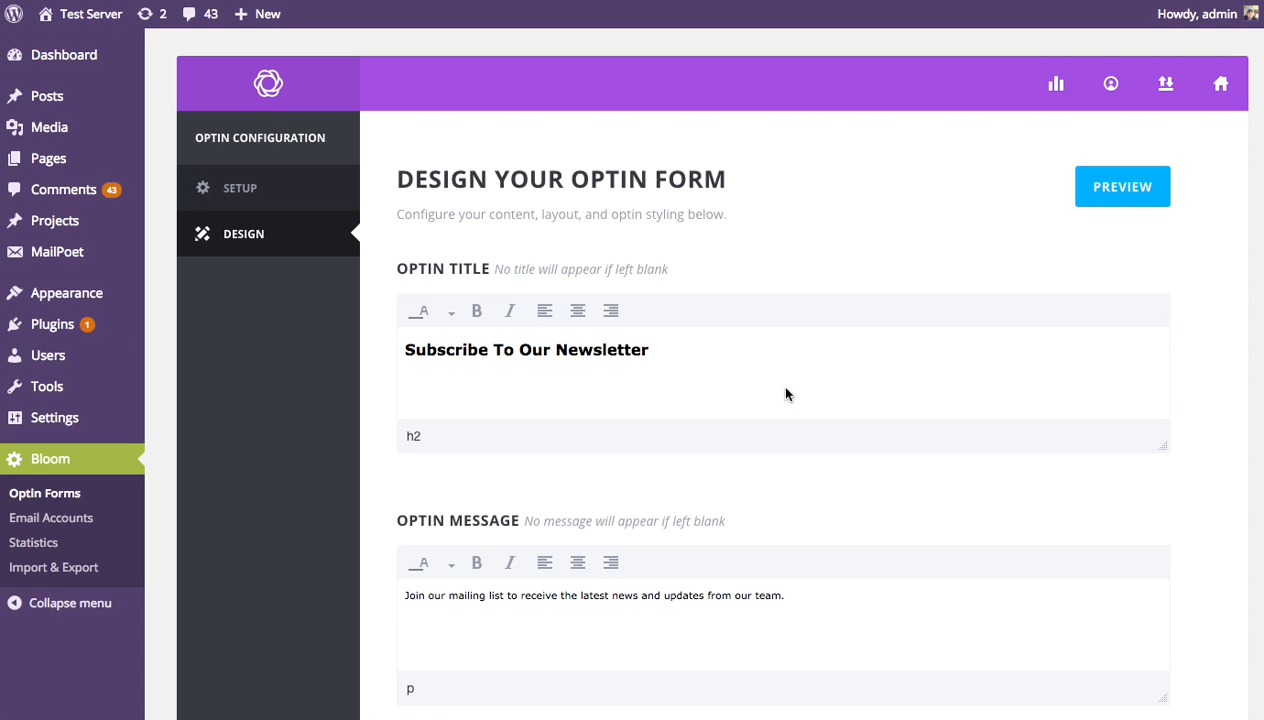 Test Server 2 43 New Howdy, admin
Dashboard
Posts
Media
Pages
Comments 43
Projects
MailPoet
Appearance
Plugins 1
Users
Tools
Settings
Bloom
Optin Forms
Email Accounts
Statistics
Import & Export
Collapse menu
OPTIN CONFIGURATION
SETUP
DESIGN
DESIGN YOUR OPTIN FORM
PREVIEW
Configure your content, layout, and optin styling below.
OPTIN TITLE No title will appear if left blank
A B I
Subscribe To Our Newsletter
h2
OPTIN MESSAGE No message will appear if left blank
A B I
Join our mailing list to receive the latest news and updates from our team.
p